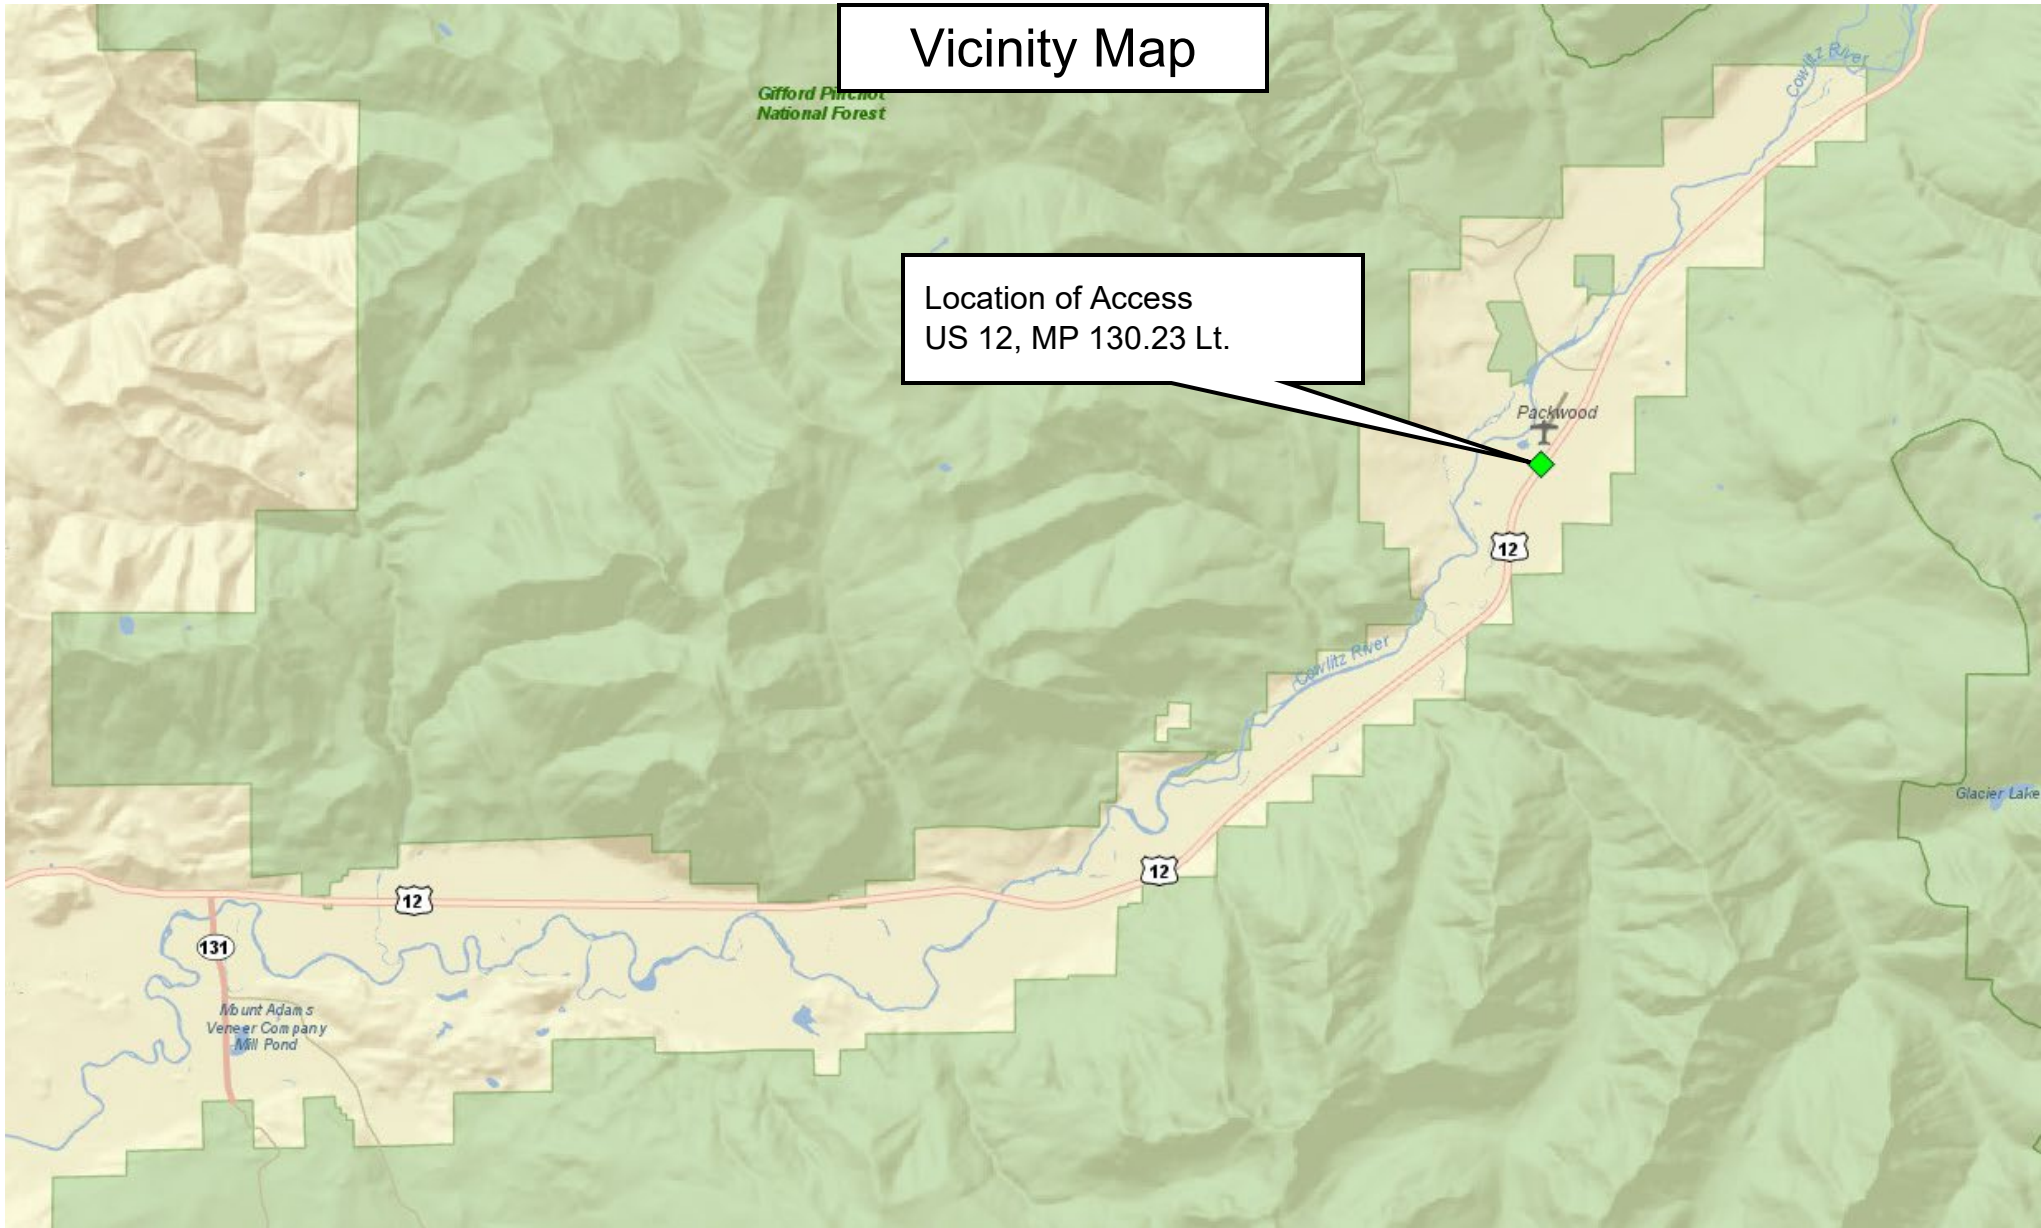 Vicinity Map
Cowlitz River
Gifford Pinchot
National Forest
Location of Access
US 12, MP 130.23 Lt.
Packwood
12
Cowlitz River
Glacier Lake
12
12
131
Mount Adams
Veneer Company
Mill Pond